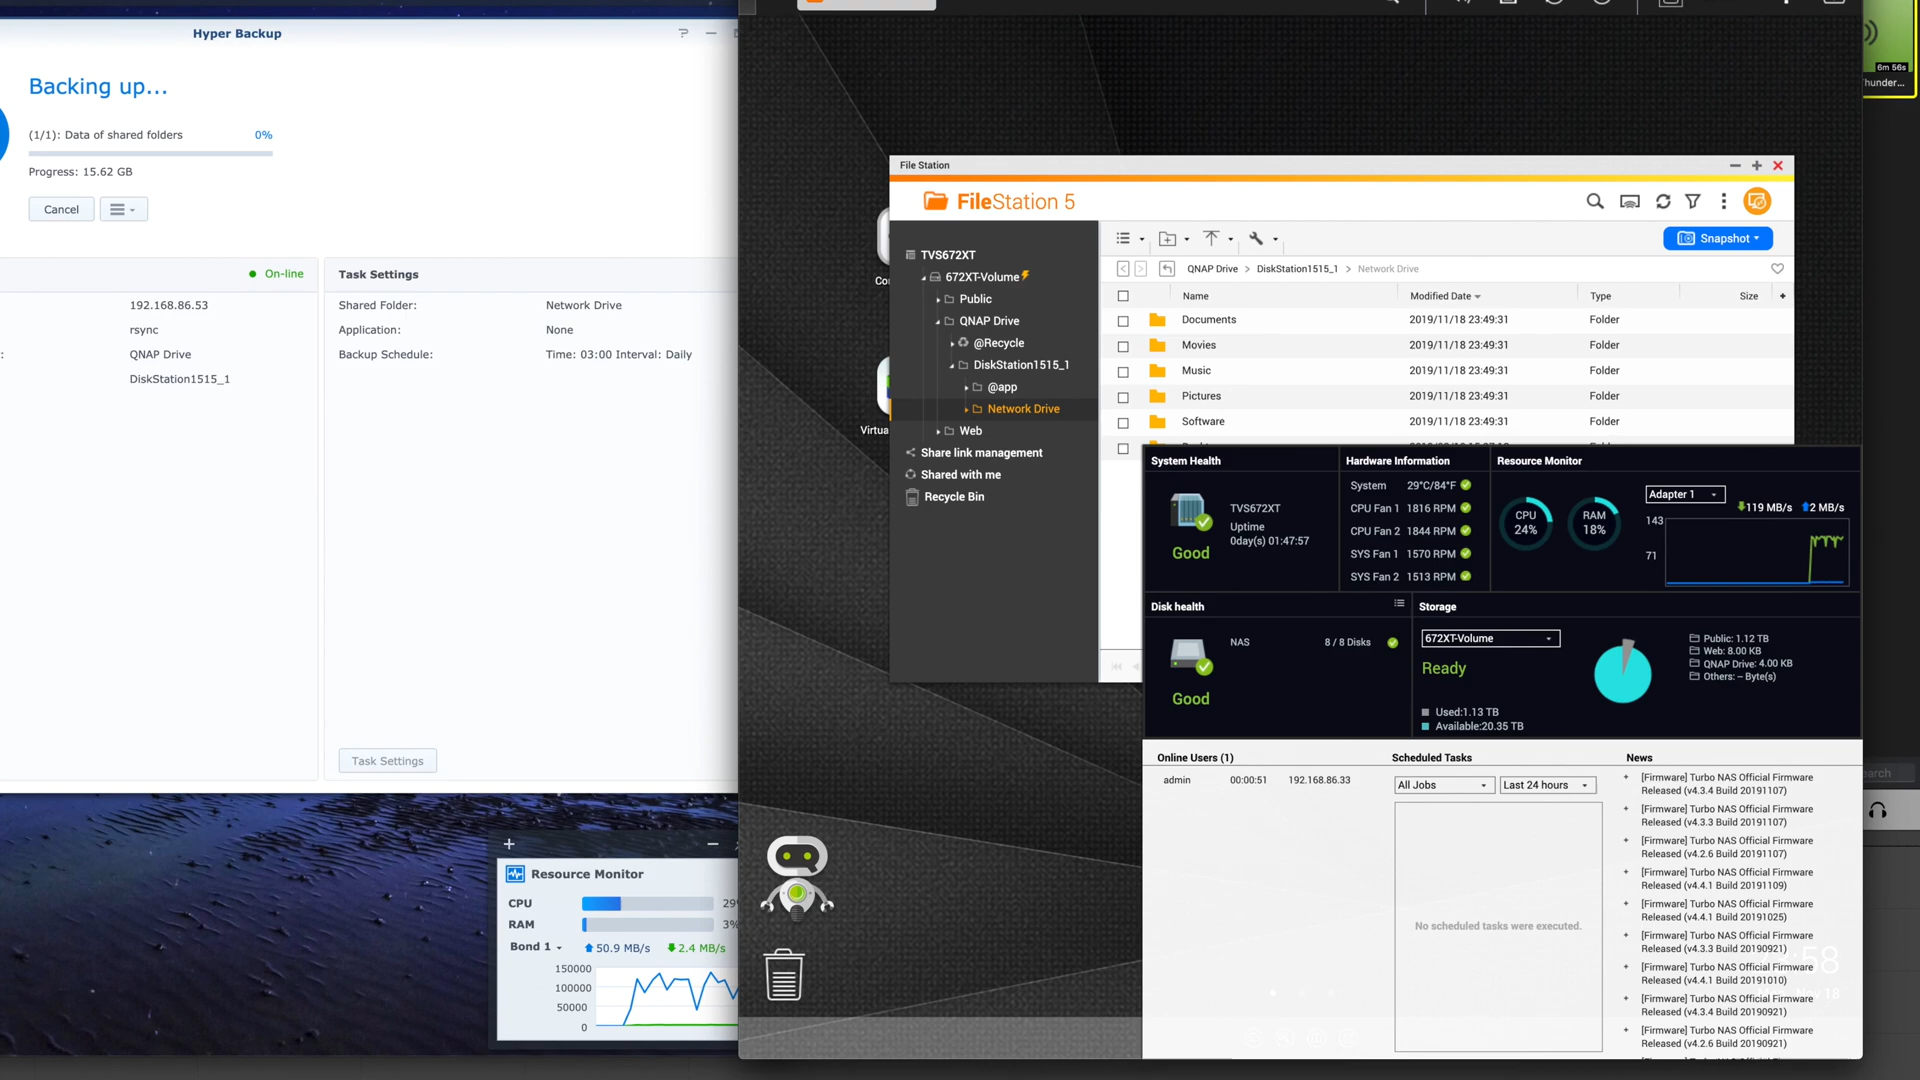 Hyper Backup
Backing up...
(1/1): Data of shared folders 0%
Progress: 15.62 GB
Cancel
On-line
192.168.86.53
rsync
QNAP Drive
DiskStation1515_1
Task Settings
Shared Folder: Network Drive
Application: None
Backup Schedule: Time: 03:00 Interval: Daily
Task Settings
Resource Monitor
CPU 29%
RAM 3%
Bond 1 50.9 MB/s 2.4 MB/s
150000
100000
50000
0
File Station
FileStation 5
TVS672XT
672XT-Volume
Public
QNAP Drive
@Recycle
DiskStation1515_1
@app
Network Drive
Web
Share link management
Shared with me
Recycle Bin
Snapshot
QNAP Drive > DiskStation1515_1 > Network Drive
Name Modified Date Type Size
Documents 2019/11/18 23:49:31 Folder
Movies 2019/11/18 23:49:31 Folder
Music 2019/11/18 23:49:31 Folder
Pictures 2019/11/18 23:49:31 Folder
Software 2019/11/18 23:49:31 Folder
System Health
TVS672XT
Uptime
0day(s) 01:47:57
Good
Hardware Information
System 29°C/84°F
CPU Fan 1 1816 RPM
CPU Fan 2 1844 RPM
SYS Fan 1 1570 RPM
SYS Fan 2 1513 RPM
Resource Monitor
CPU
24%
RAM
18%
Adapter 1
119 MB/s 2 MB/s
143
71
Disk health
NAS 8 / 8 Disks
Good
Storage
672XT-Volume
Ready
Used:1.13 TB
Available:20.35 TB
Public: 1.12 TB
Web: 8.00 KB
QNAP Drive: 4.00 KB
Others: -- Byte(s)
Online Users (1)
admin 00:00:51 192.168.86.33
Scheduled Tasks
All Jobs Last 24 hours
No scheduled tasks were executed.
News
[Firmware] Turbo NAS Official Firmware
Released (v4.3.4 Build 20191107)
[Firmware] Turbo NAS Official Firmware
Released (v4.3.3 Build 20191107)
[Firmware] Turbo NAS Official Firmware
Released (v4.2.6 Build 20191107)
[Firmware] Turbo NAS Official Firmware
Released (v4.4.1 Build 20191109)
[Firmware] Turbo NAS Official Firmware
Released (v4.4.1 Build 20191025)
[Firmware] Turbo NAS Official Firmware
Released (v4.3.3 Build 20190921)
[Firmware] Turbo NAS Official Firmware
Released (v4.4.1 Build 20191010)
[Firmware] Turbo NAS Official Firmware
Released (v4.3.4 Build 20190921)
[Firmware] Turbo NAS Official Firmware
Released (v4.2.6 Build 20190921)
6m 56s